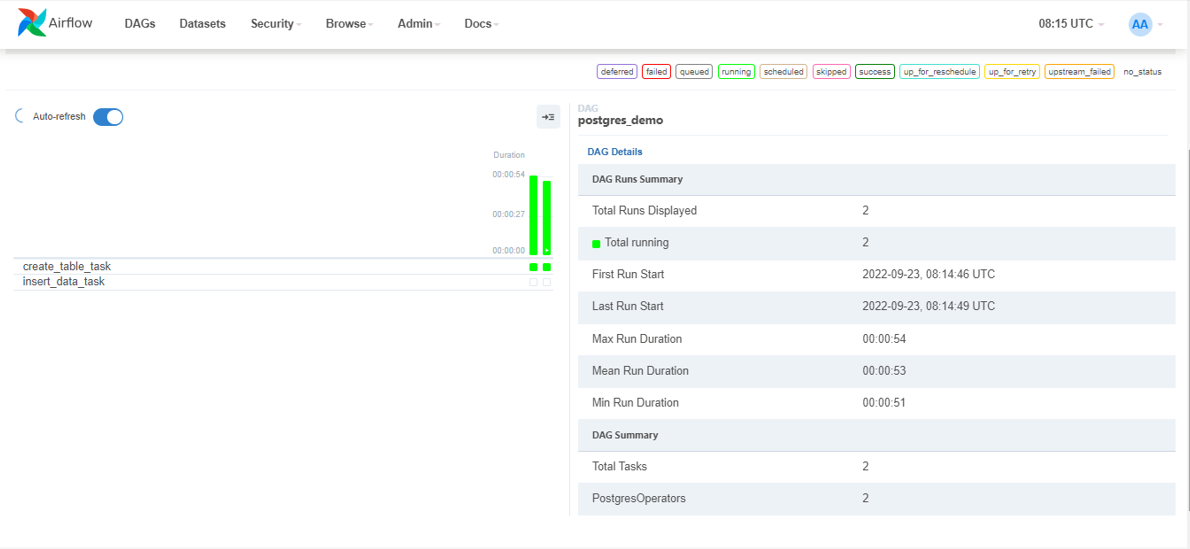 Airflow DAGs Datasets Security Browse Admin Docs 08:15 UTC AA
deferred failed queued running scheduled skipped success up_for_reschedule up_for_retry upstream_failed no_status
Auto-refresh
Duration
00:00:54
00:00:27
00:00:00
create_table_task
insert_data_task
DAG
postgres_demo
DAG Details
DAG Runs Summary
Total Runs Displayed 2
Total running 2
First Run Start 2022-09-23, 08:14:46 UTC
Last Run Start 2022-09-23, 08:14:49 UTC
Max Run Duration 00:00:54
Mean Run Duration 00:00:53
Min Run Duration 00:00:51
DAG Summary
Total Tasks 2
PostgresOperators 2